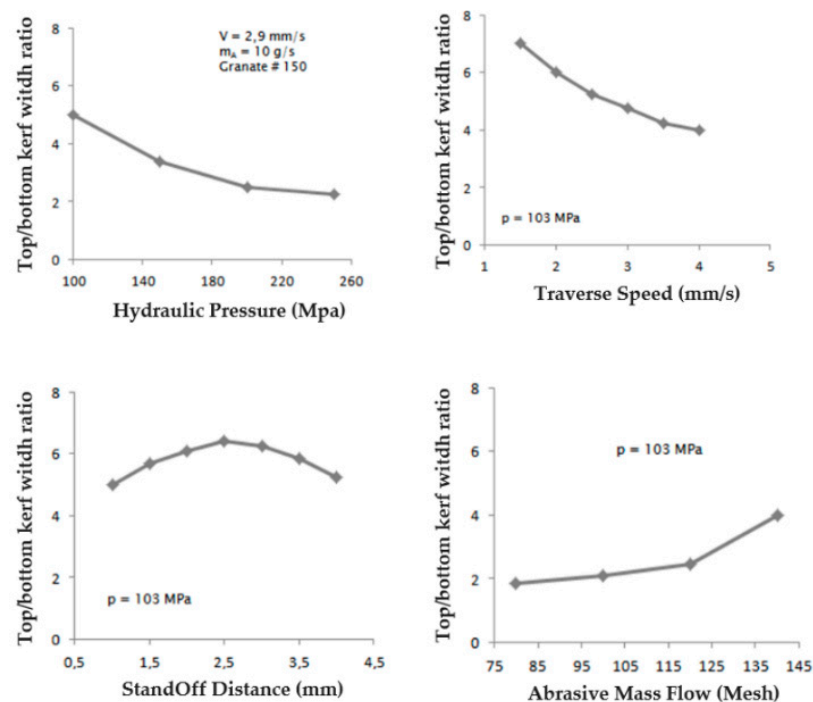 Top/bottom kerf witdh ratio
8
6
4
2
0
V = 2,9 mm/s
mA = 10 g/s
Granate # 150
100 140 180 220 260
Hydraulic Pressure (Mpa)
Top/bottom kerf witdh ratio
8
6
4
2
0
p = 103 MPa
1 2 3 4 5
Traverse Speed (mm/s)
Top/bottom kerf witdh ratio
8
6
4
2
0
p = 103 MPa
0,5 1,5 2,5 3,5 4,5
StandOff Distance (mm)
Top/bottom kerf witdh ratio
8
6
4
2
0
p = 103 MPa
75 85 95 105 115 125 135 145
Abrasive Mass Flow (Mesh)